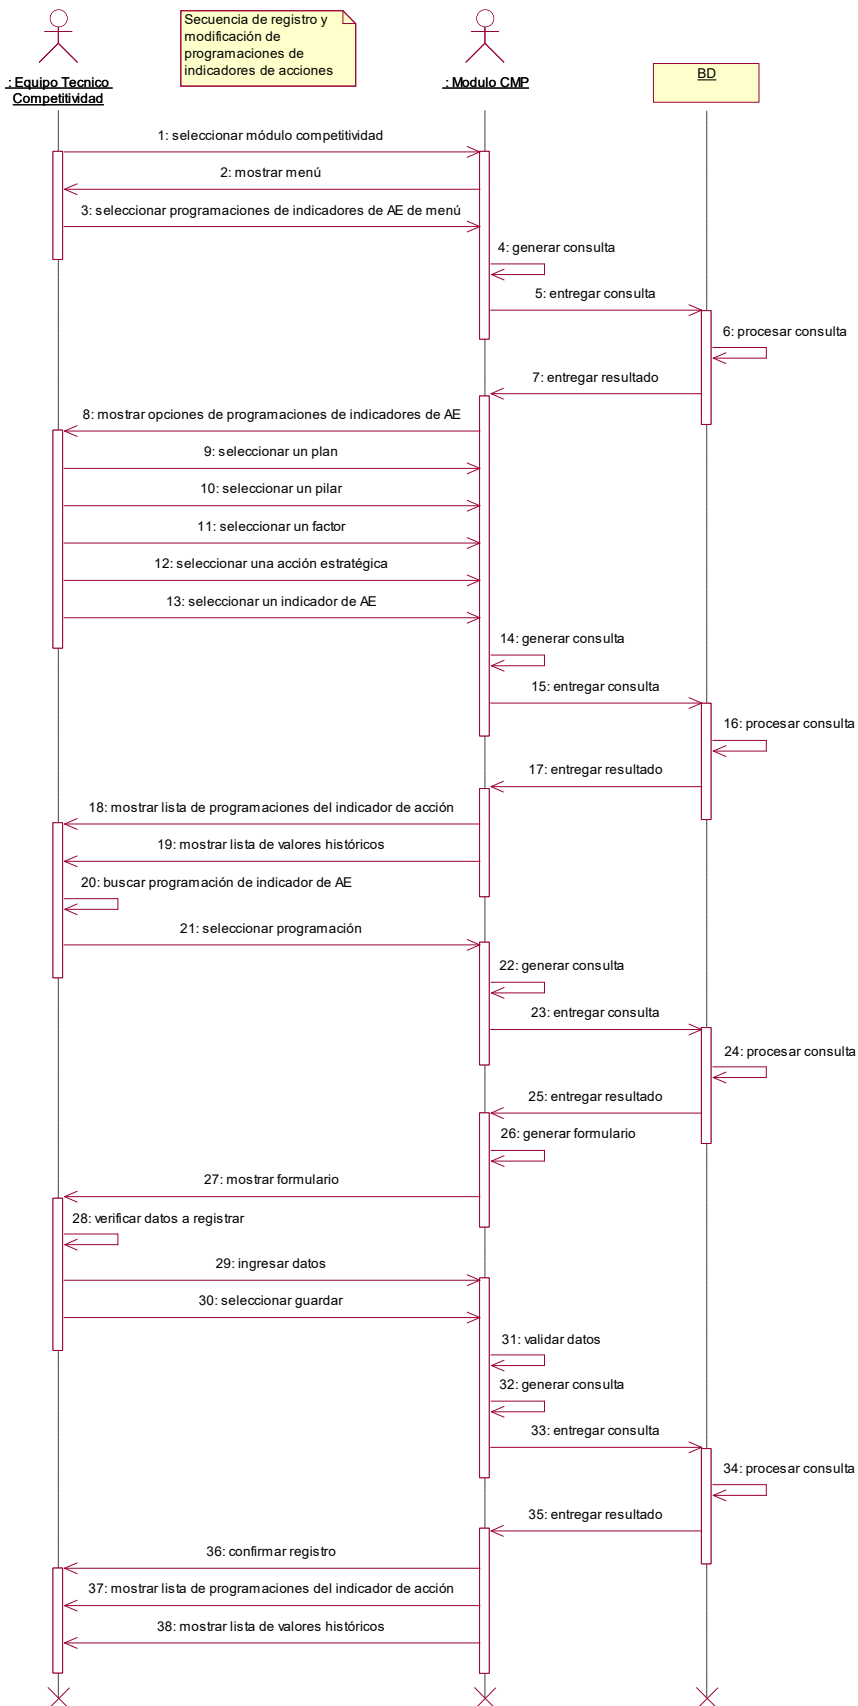 Secuencia de registro y
modificación de
programaciones de
indicadores de acciones
: Equipo Tecnico
Competitividad
: Modulo CMP
BD
1: seleccionar módulo competitividad
2: mostrar menú
3: seleccionar programaciones de indicadores de AE de menú
4: generar consulta
5: entregar consulta
6: procesar consulta
7: entregar resultado
8: mostrar opciones de programaciones de indicadores de AE
9: seleccionar un plan
10: seleccionar un pilar
11: seleccionar un factor
12: seleccionar una acción estratégica
13: seleccionar un indicador de AE
14: generar consulta
15: entregar consulta
16: procesar consulta
17: entregar resultado
18: mostrar lista de programaciones del indicador de acción
19: mostrar lista de valores históricos
20: buscar programación de indicador de AE
21: seleccionar programación
22: generar consulta
23: entregar consulta
24: procesar consulta
25: entregar resultado
26: generar formulario
27: mostrar formulario
28: verificar datos a registrar
29: ingresar datos
30: seleccionar guardar
31: validar datos
32: generar consulta
33: entregar consulta
34: procesar consulta
35: entregar resultado
36: confirmar registro
37: mostrar lista de programaciones del indicador de acción
38: mostrar lista de valores históricos